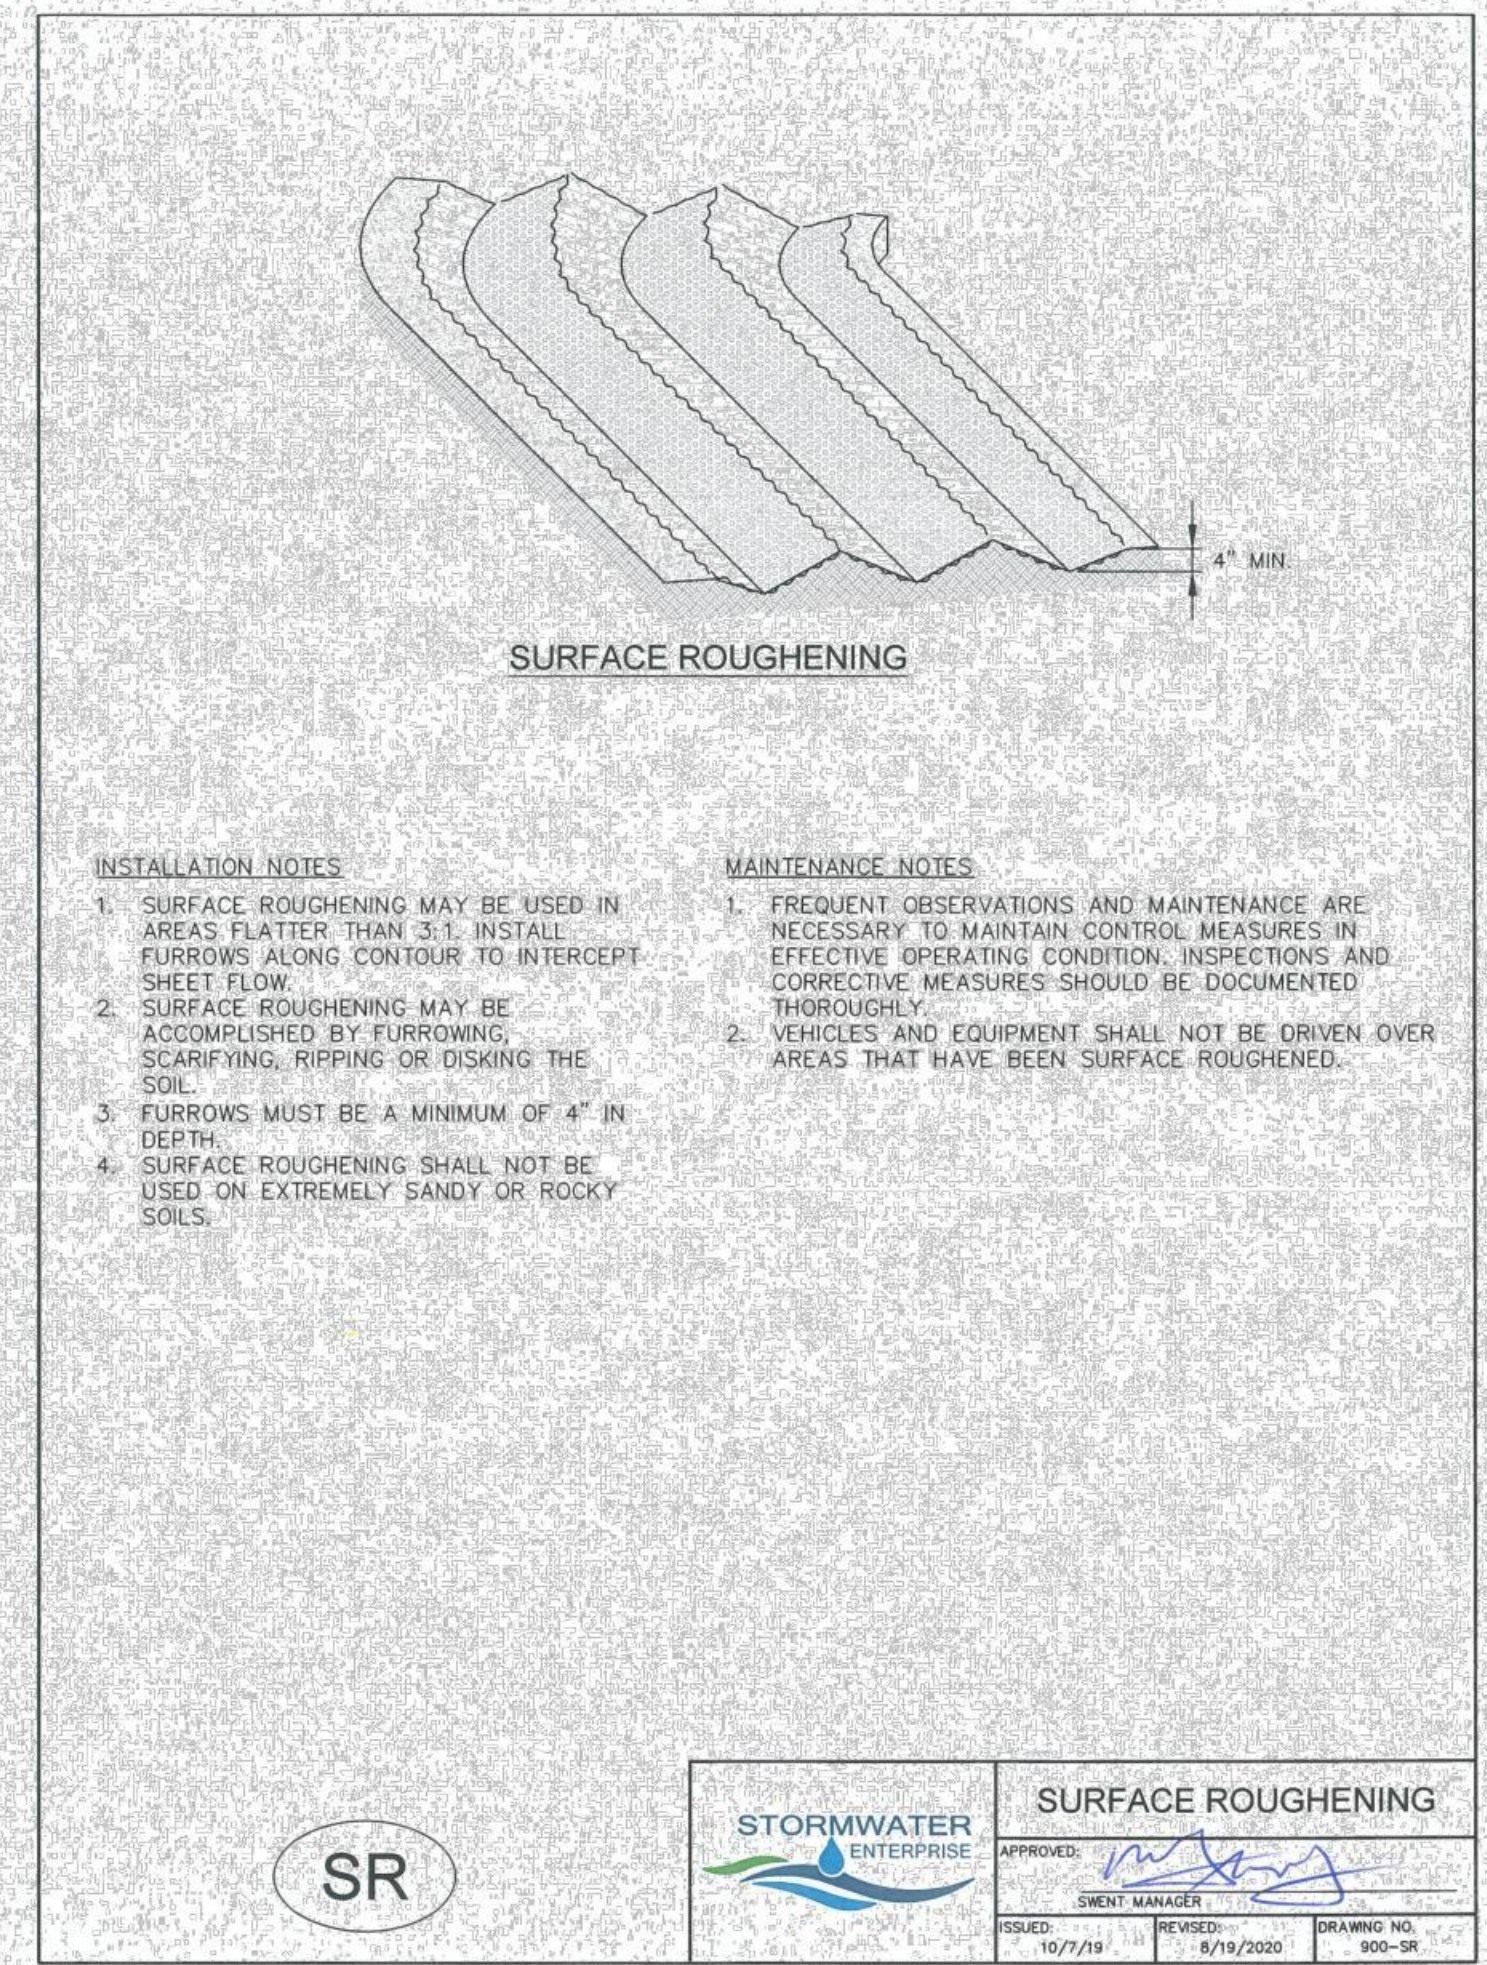 4" MIN.
SURFACE ROUGHENING
INSTALLATION NOTES
1. SURFACE ROUGHENING MAY BE USED IN
AREAS FLATTER THAN 3:1. INSTALL
FURROWS ALONG CONTOUR TO INTERCEPT
SHEET FLOW.
2. SURFACE ROUGHENING MAY BE
ACCOMPLISHED BY FURROWING,
SCARIFYING, RIPPING OR DISKING THE
SOIL.
3. FURROWS MUST BE A MINIMUM OF 4" IN
DEPTH.
4. SURFACE ROUGHENING SHALL NOT BE
USED ON EXTREMELY SANDY OR ROCKY
SOILS.
MAINTENANCE NOTES
1. FREQUENT OBSERVATIONS AND MAINTENANCE ARE
NECESSARY TO MAINTAIN CONTROL MEASURES IN
EFFECTIVE OPERATING CONDITION. INSPECTIONS AND
CORRECTIVE MEASURES SHOULD BE DOCUMENTED
THOROUGHLY.
2. VEHICLES AND EQUIPMENT SHALL NOT BE DRIVEN OVER
AREAS THAT HAVE BEEN SURFACE ROUGHENED.
SR
STORMWATER
ENTERPRISE
SURFACE ROUGHENING
APPROVED:
SWENT MANAGER
ISSUED:
10/7/19
REVISED:
8/19/2020
DRAWING NO.
900-SR